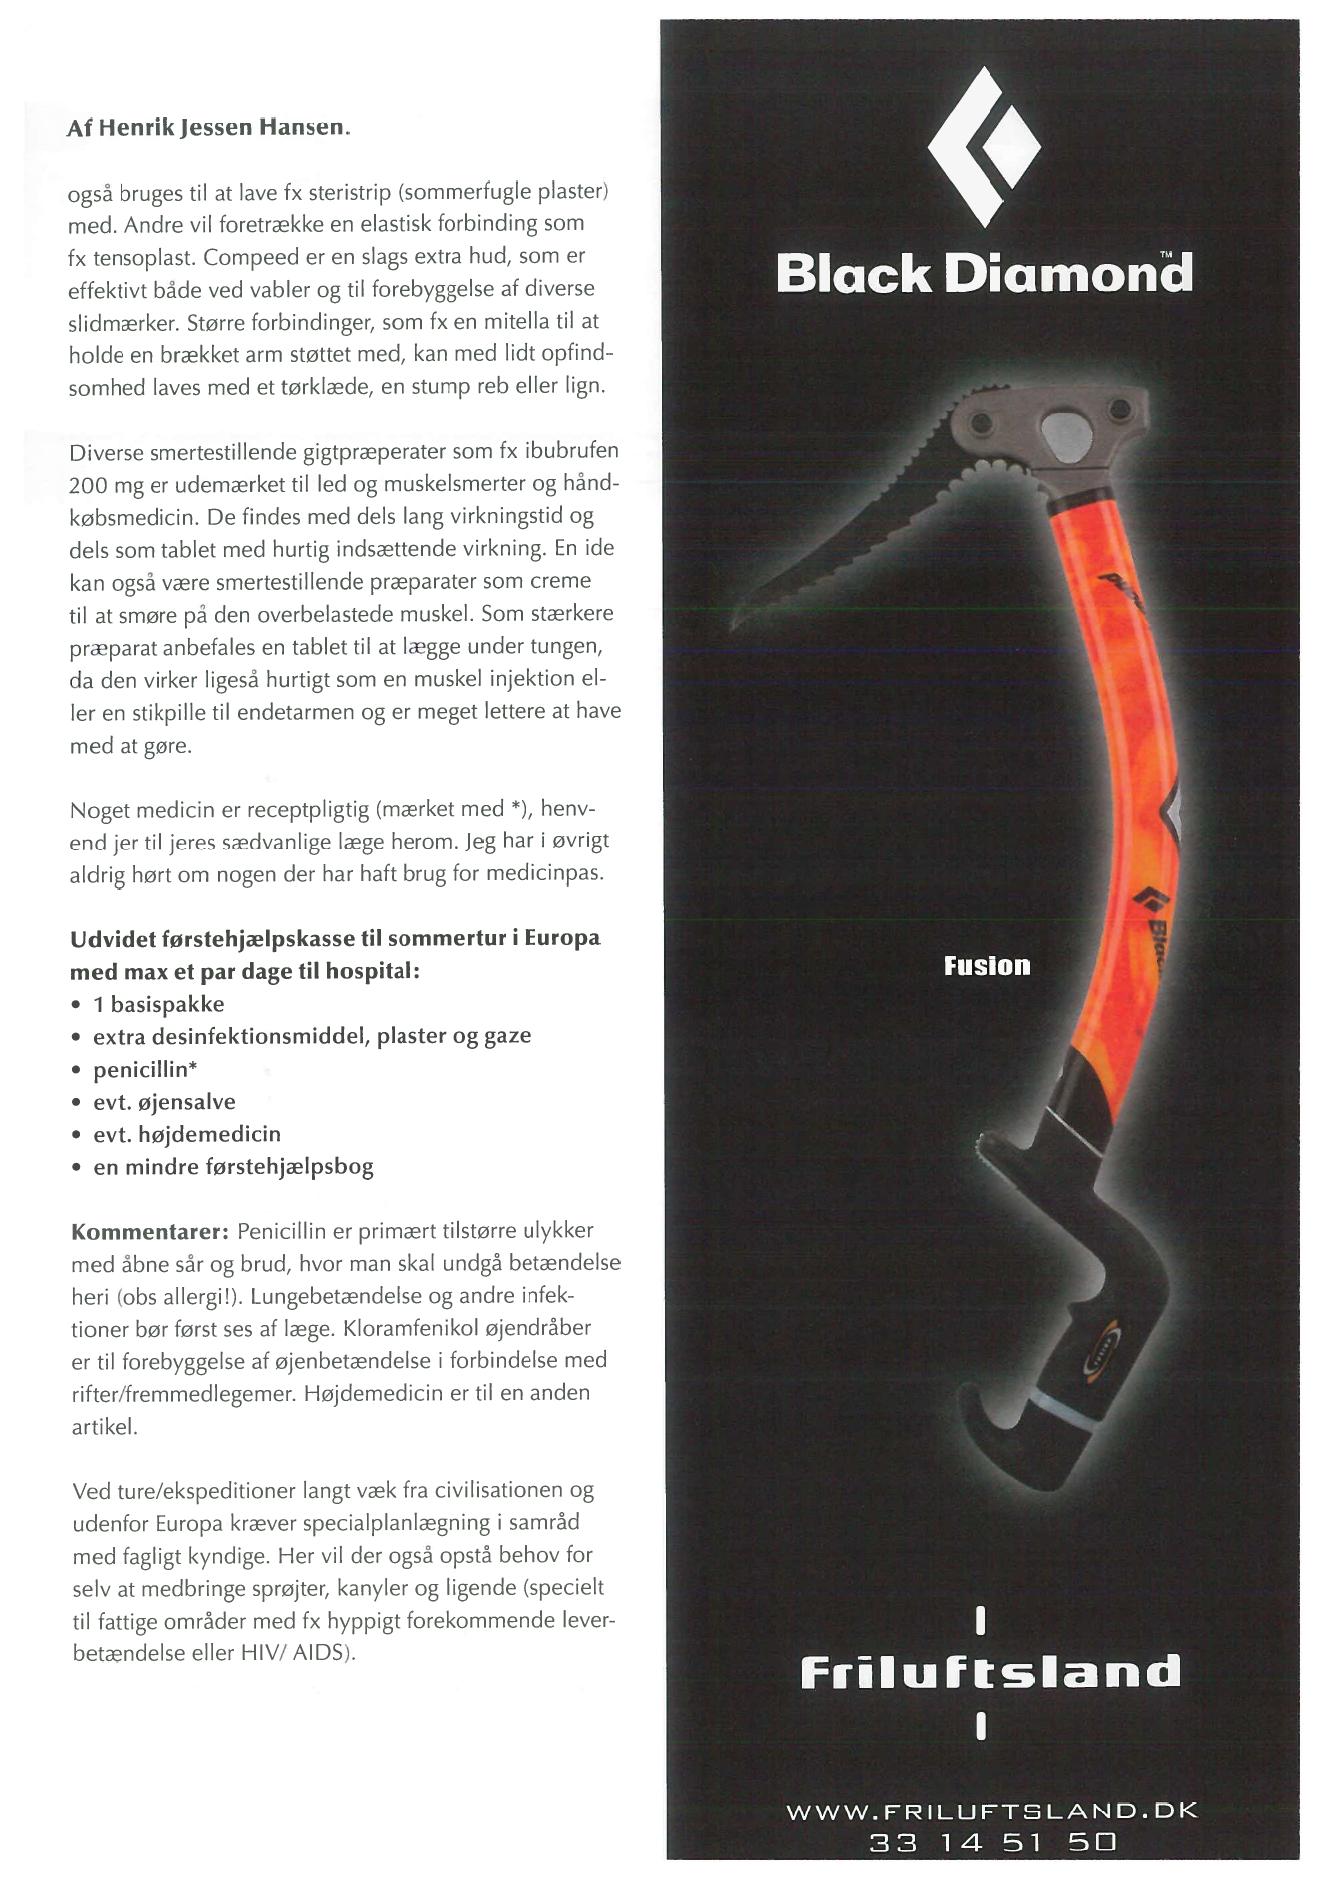 Af Henrik Jessen Hansen.
også bruges til at lave fx steristrip (sommerfugle plaster)
med. Andre vil foretrække en elastisk forbinding som
fx tensoplast. Compeed er en slags extra hud, som er
effektivt både ved vabler og til forebyggelse af diverse
slidmærker. Større forbindinger, som fx en mitella til at
holde en brækket arm støttet med, kan med lidt opfind-
somhed laves med et tørklæde, en stump reb eller lign.
Diverse smertestillende gigtpræperater som fx ibubrufen
200 mg er udemærket til led og muskelsmerter og hånd-
købsmedicin. De findes med dels lang virkningstid og
dels som tablet med hurtig indsættende virkning. En ide
kan også være smertestillende præparater som creme
til at smøre på den overbelastede muskel. Som stærkere
præparat anbefales en tablet til at lægge under tungen,
da den virker ligeså hurtigt som en muskel injektion el-
ler en stikpille til endetarmen og er meget lettere at have
med at gøre.
Noget medicin er receptpligtig (mærket med *), henv-
end jer til jeres sædvanlige læge herom. Jeg har i øvrigt
aldrig hørt om nogen der har haft brug for medicinpas.
Udvidet førstehjælpskasse til sommertur i Europa
med max et par dage til hospital:
• 1 basispakke
• extra desinfektionsmiddel, plaster og gaze
• penicillin*
• evt. øjensalve
• evt. højdemedicin
• en mindre førstehjælpsbog
Kommentarer: Penicillin er primært tilstørre ulykker
med åbne sår og brud, hvor man skal undgå betændelse
heri (obs allergi!). Lungebetændelse og andre infek-
tioner bør først ses af læge. Kloramfenikol øjendråber
er til forebyggelse af øjenbetændelse i forbindelse med
rifter/fremmedlegemer. Højdemedicin er til en anden
artikel.
Ved ture/ekspeditioner langt væk fra civilisationen og
udenfor Europa kræver specialplanlægning i samråd
med fagligt kyndige. Her vil der også opstå behov for
selv at medbringe sprøjter, kanyler og ligende (specielt
til fattige områder med fx hyppigt forekommende lever-
betændelse eller HIV/ AIDS).
Black Diamond™
Fusion
Friluftsland
WWW.FRILUFTSLAND.DK
33 14 51 50